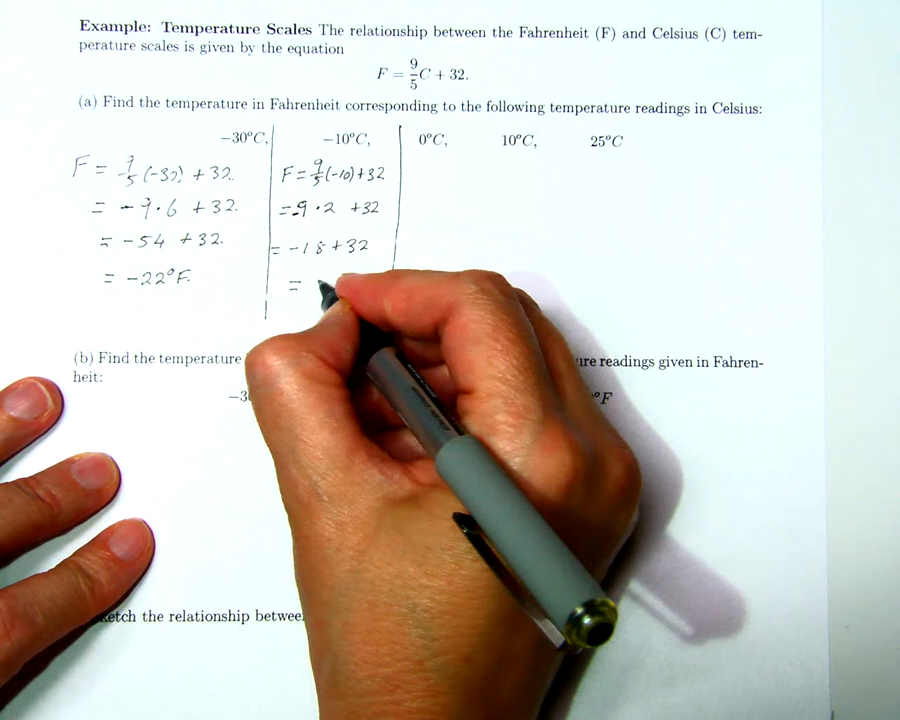 Example: Temperature Scales The relationship between the Fahrenheit (F) and Celsius (C) tem-
perature scales is given by the equation
F = 9/5 C + 32.
(a) Find the temperature in Fahrenheit corresponding to the following temperature readings in Celsius:
−30°C, −10°C, 0°C, 10°C, 25°C
F = 9/5 (-30) + 32. F = 9/5 (-10) + 32
= -9·6 + 32. = -9·2 + 32
= -54 + 32. = -18 + 32
= -22°F. =
(b) Find the temperature readings given in Fahren-
heit:
°F
the relationship